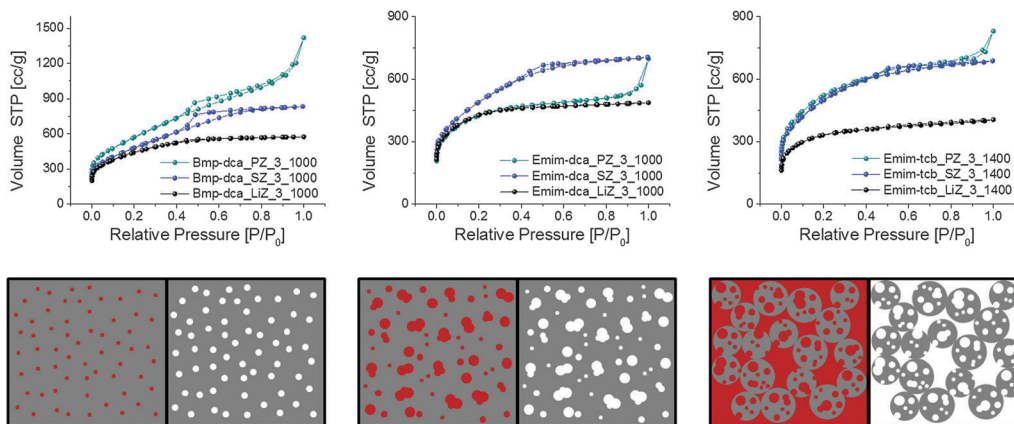 1500
1200
900
600
300
0
Volume STP [cc/g]
Bmp-dca_PZ_3_1000
Bmp-dca_SZ_3_1000
Bmp-dca_LiZ_3_1000
0.0 0.2 0.4 0.6 0.8 1.0
Relative Pressure [P/P0]
900
600
300
0
Volume STP [cc/g]
Emim-dca_PZ_3_1000
Emim-dca_SZ_3_1000
Emim-dca_LiZ_3_1000
0.0 0.2 0.4 0.6 0.8 1.0
Relative Pressure [P/P0]
900
600
300
0
Volume STP [cc/g]
Emim-tcb_PZ_3_1400
Emim-tcb_SZ_3_1400
Emim-tcb_LiZ_3_1400
0.0 0.2 0.4 0.6 0.8 1.0
Relative Pressure [P/P0]